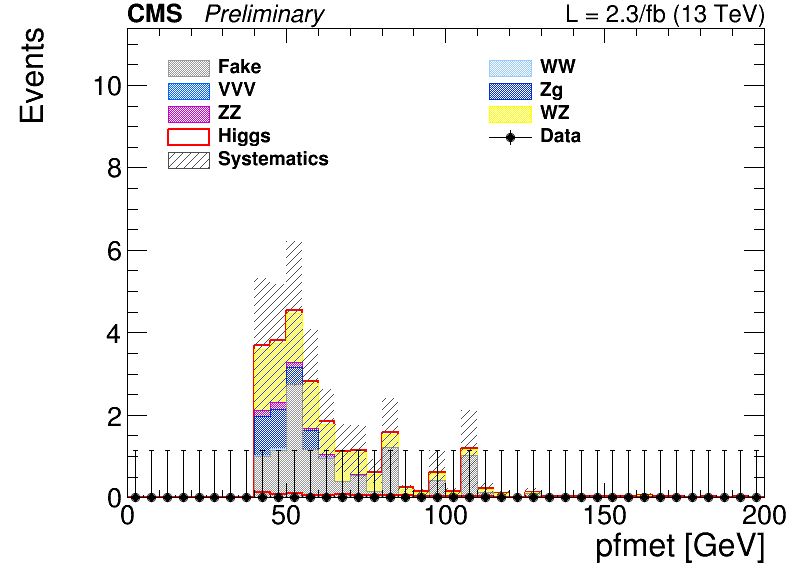 CMS Preliminary L = 2.3/fb (13 TeV)
Events
Fake WW
VVV Zg
ZZ WZ
Higgs Data
Systematics
10
8
6
4
2
0
0 50 100 150 200
pfmet [GeV]